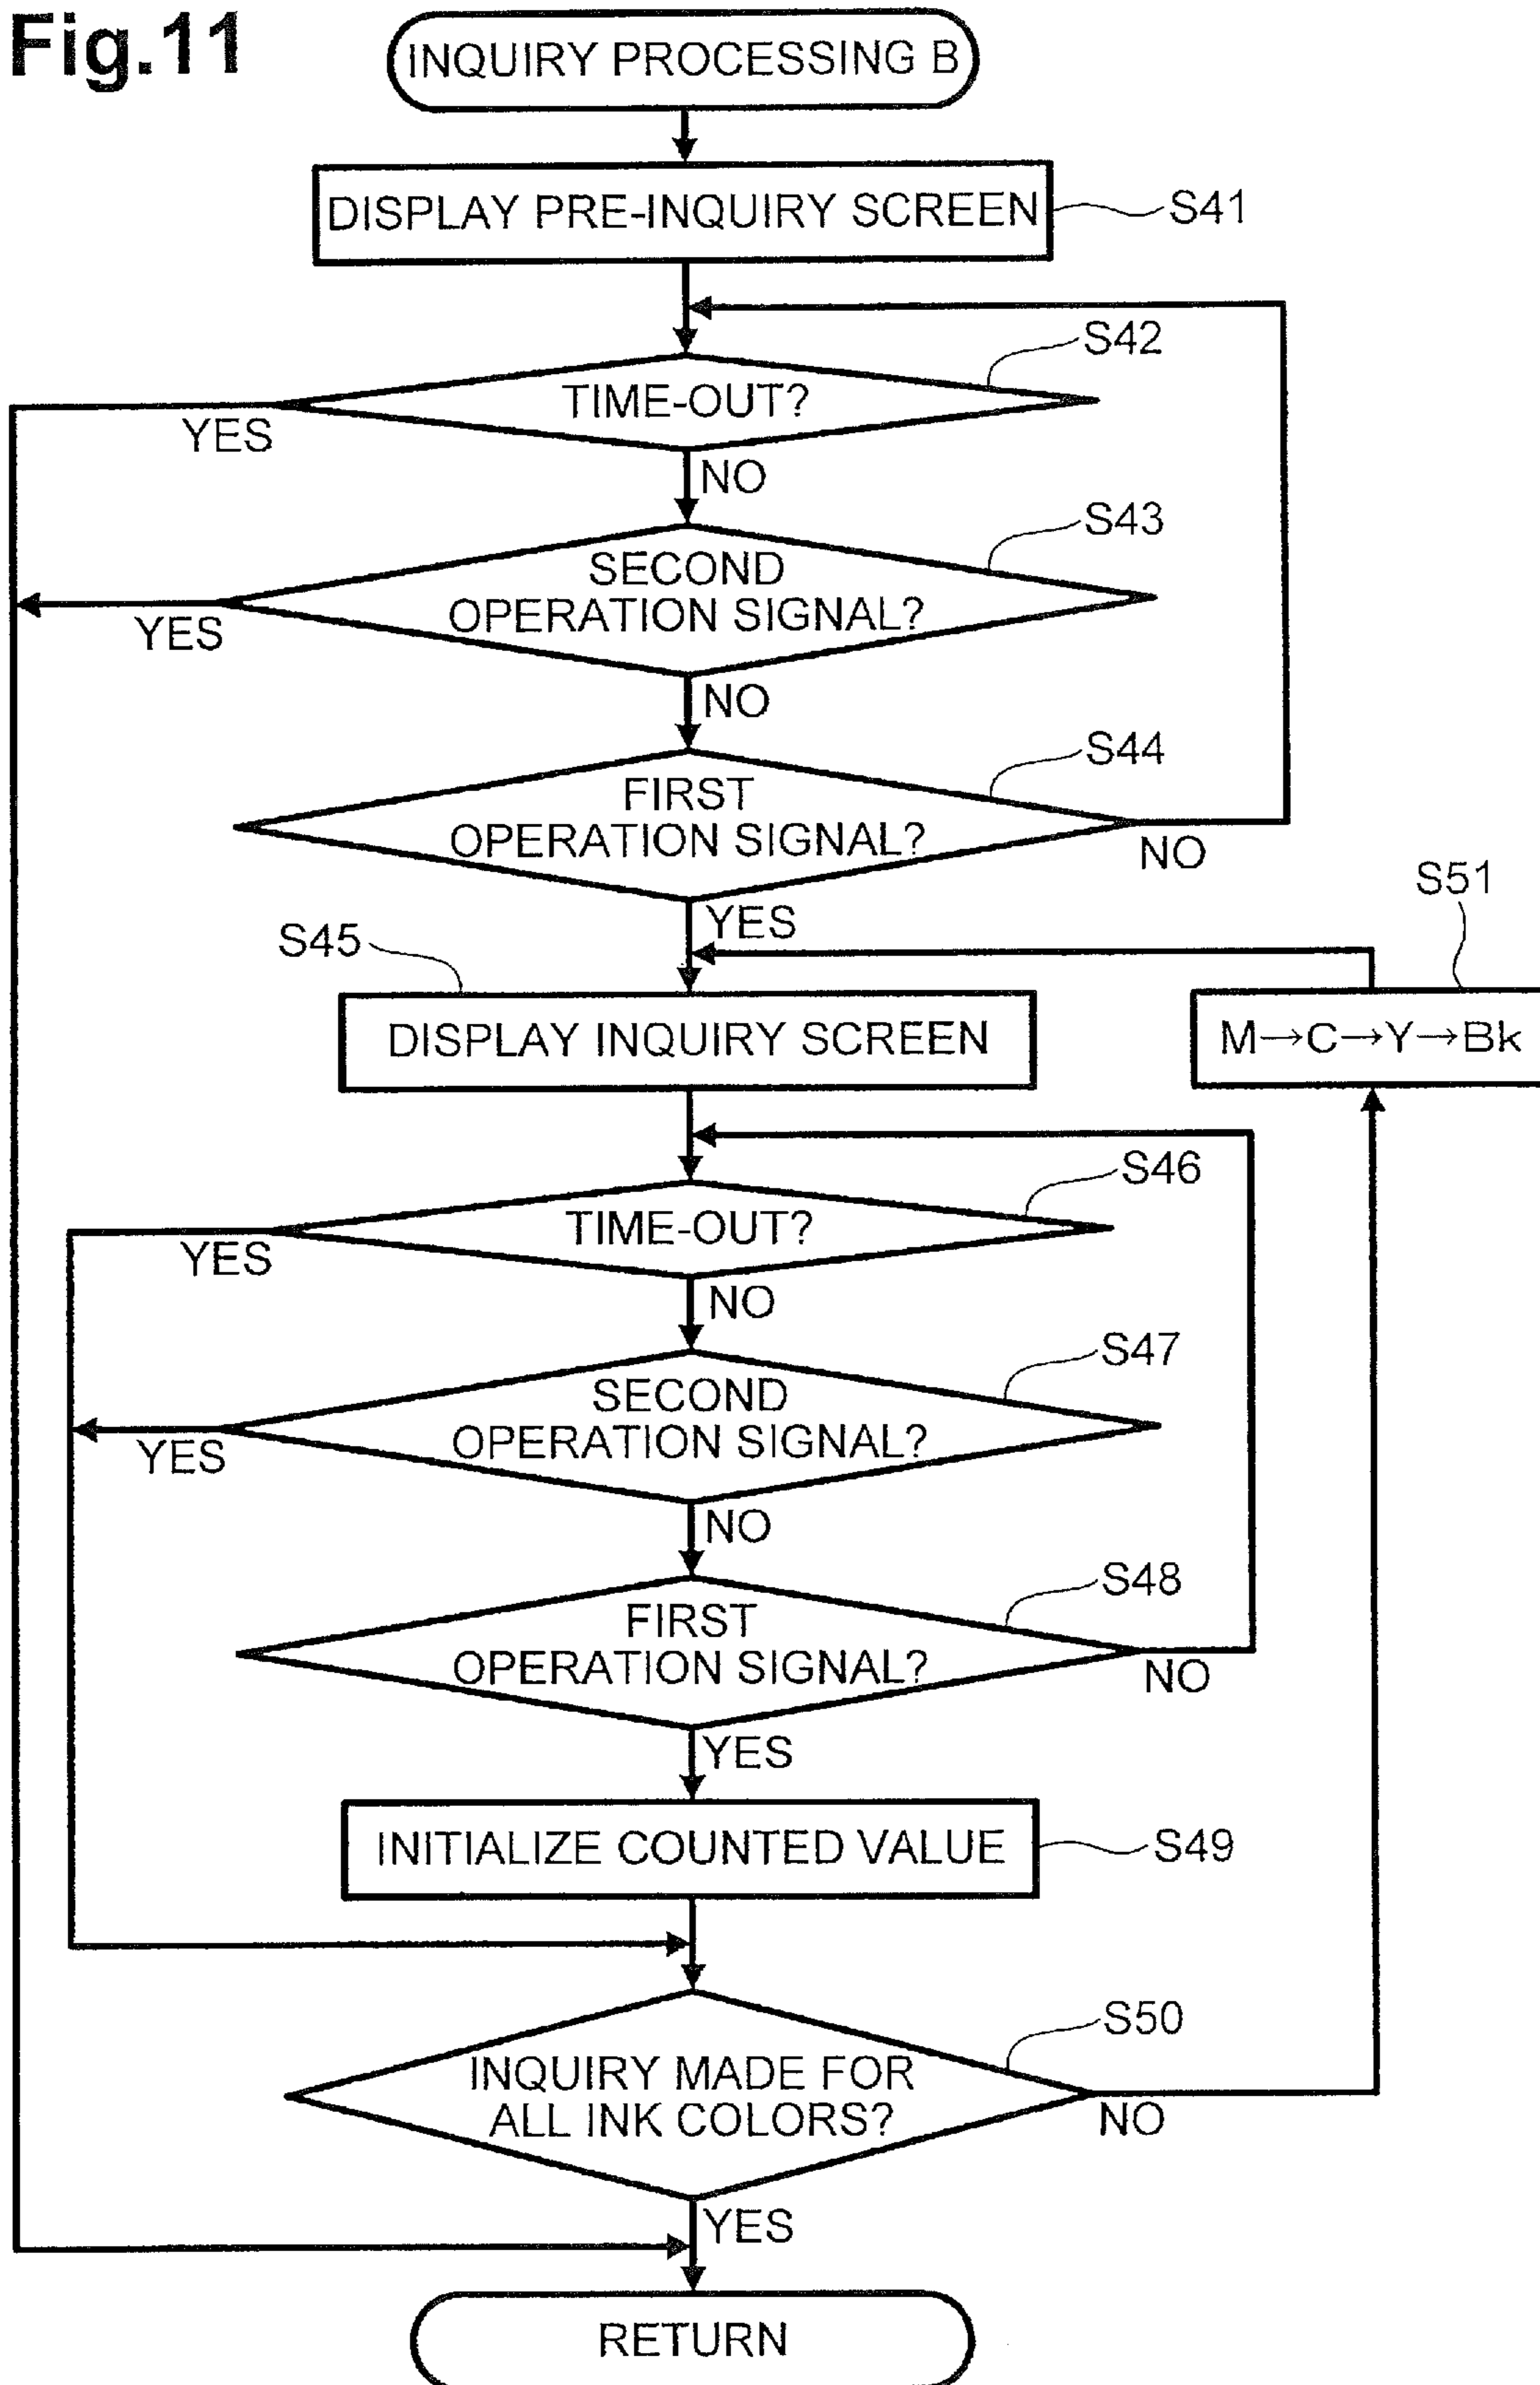 Fig.11
INQUIRY PROCESSING B
DISPLAY PRE-INQUIRY SCREEN
S41
S42
TIME-OUT?
YES
NO
S43
SECOND
OPERATION SIGNAL?
YES
NO
S44
FIRST
OPERATION SIGNAL?
NO
YES
S51
S45
DISPLAY INQUIRY SCREEN
M→C→Y→Bk
S46
TIME-OUT?
YES
NO
S47
SECOND
OPERATION SIGNAL?
YES
NO
S48
FIRST
OPERATION SIGNAL?
NO
YES
INITIALIZE COUNTED VALUE
S49
S50
INQUIRY MADE FOR
ALL INK COLORS?
NO
YES
RETURN